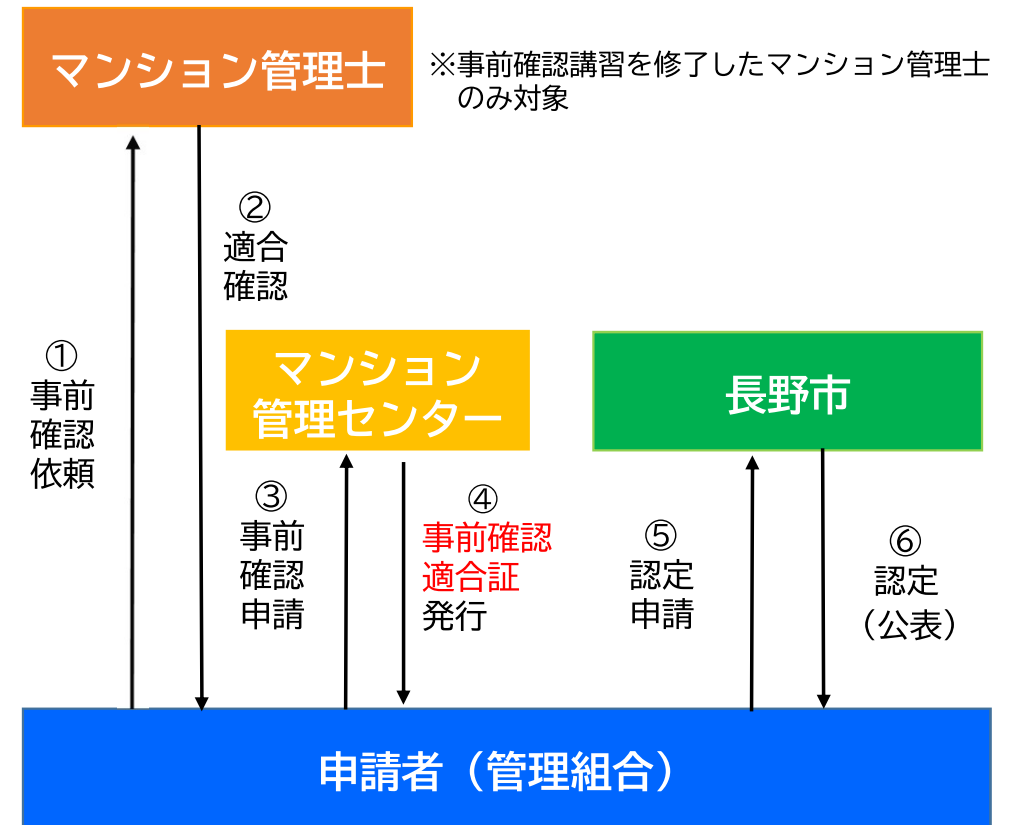 マンション管理士
※事前確認講習を修了したマンション管理士
のみ対象
②
適合
確認
①
事前
確認
依頼
マンション
管理センター
長野市
③
事前
確認
申請
④
事前確認
適合証
発行
⑤
認定
申請
⑥
認定
（公表）
申請者（管理組合）